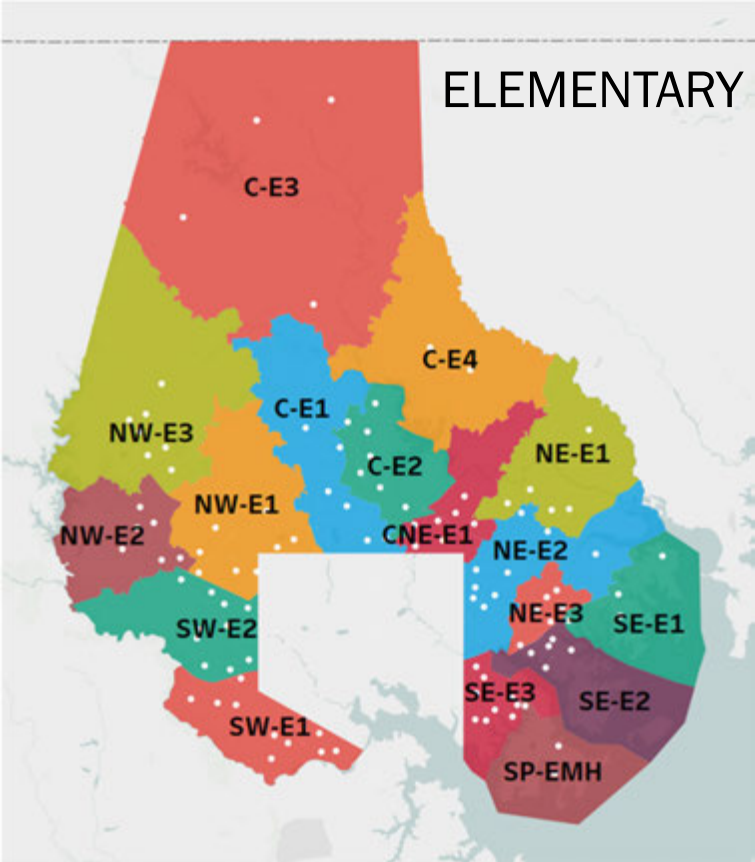 ELEMENTARY
C-E3
C-E4
C-E1
NW-E3
NE-E1
C-E2
NW-E1
NW-E2
CNE-E1
NE-E2
NE-E3
SW-E2
SE-E1
SE-E3
SE-E2
SW-E1
SP-EMH